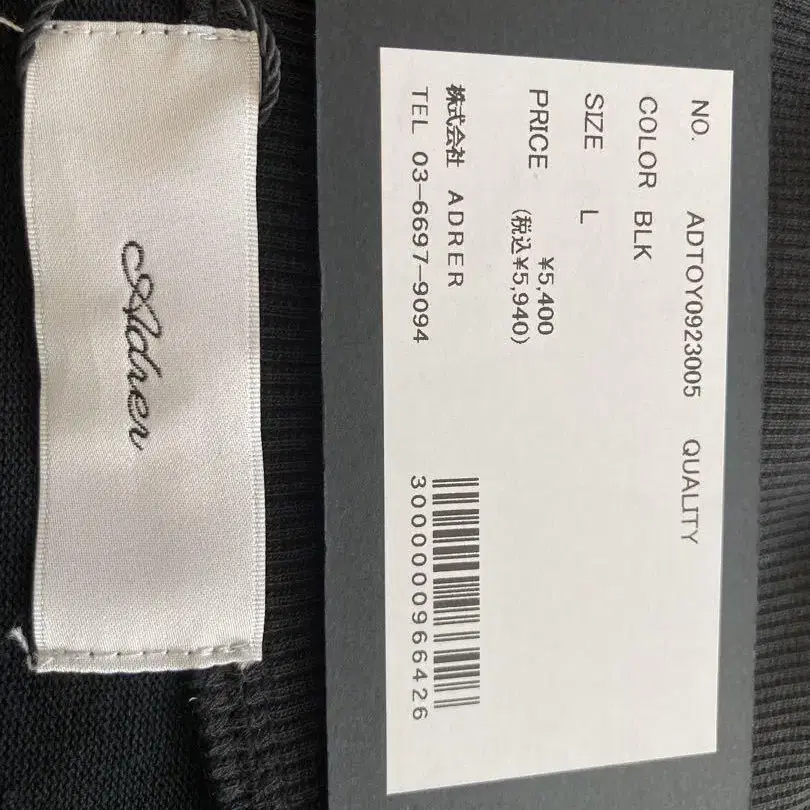 Adrer
NO. ADTOY0923005 QUALITY
COLOR BLK
SIZE L
PRICE ¥5,400
(税込¥5,940)
株式会社 ADRER
TEL 03-6697-9094
3000000966426